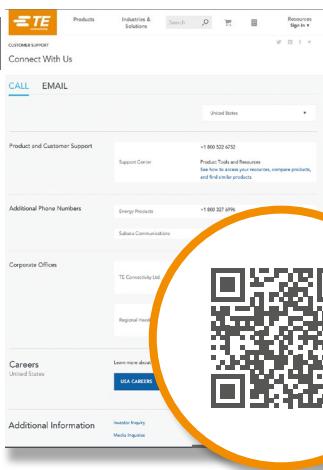 TE
Products
Industries &
Solutions
Search
Resources
Sign in
CUSTOMER SUPPORT
Connect With Us
CALL EMAIL
United States
Product and Customer Support
Support Center
+1 800 522 6752
Product Tools and Resources
See how to access your resources, compare products,
and find similar products
Additional Phone Numbers
Energy Products
+1 800 327 6996
Subsea Communications
Corporate Offices
TE Connectivity Ltd.
Regional
Careers
United States
Learn more about
USA CAREERS
Additional Information
Investor Inquiry
Media Inquiries